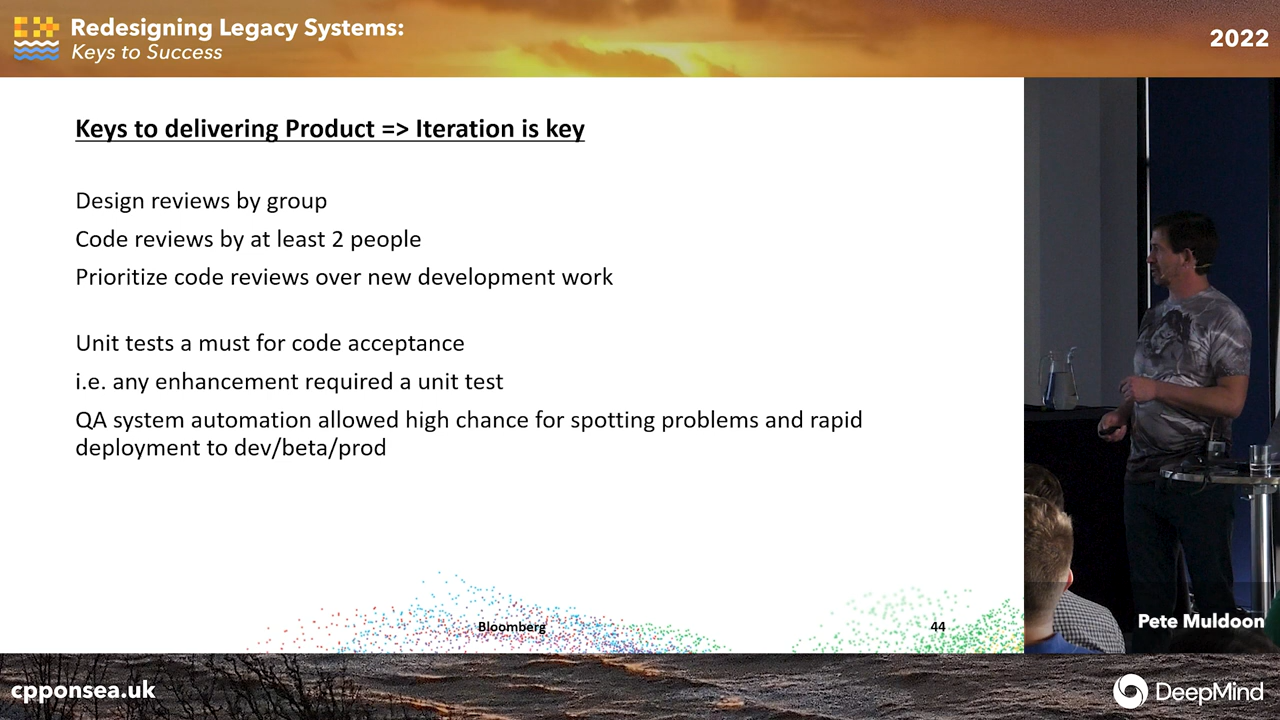 Redesigning Legacy Systems:
Keys to Success
2022
Keys to delivering Product => Iteration is key
Design reviews by group
Code reviews by at least 2 people
Prioritize code reviews over new development work
Unit tests a must for code acceptance
i.e. any enhancement required a unit test
QA system automation allowed high chance for spotting problems and rapid
deployment to dev/beta/prod
Bloomberg
44
Pete Muldoon
cpponsea.uk
DeepMind